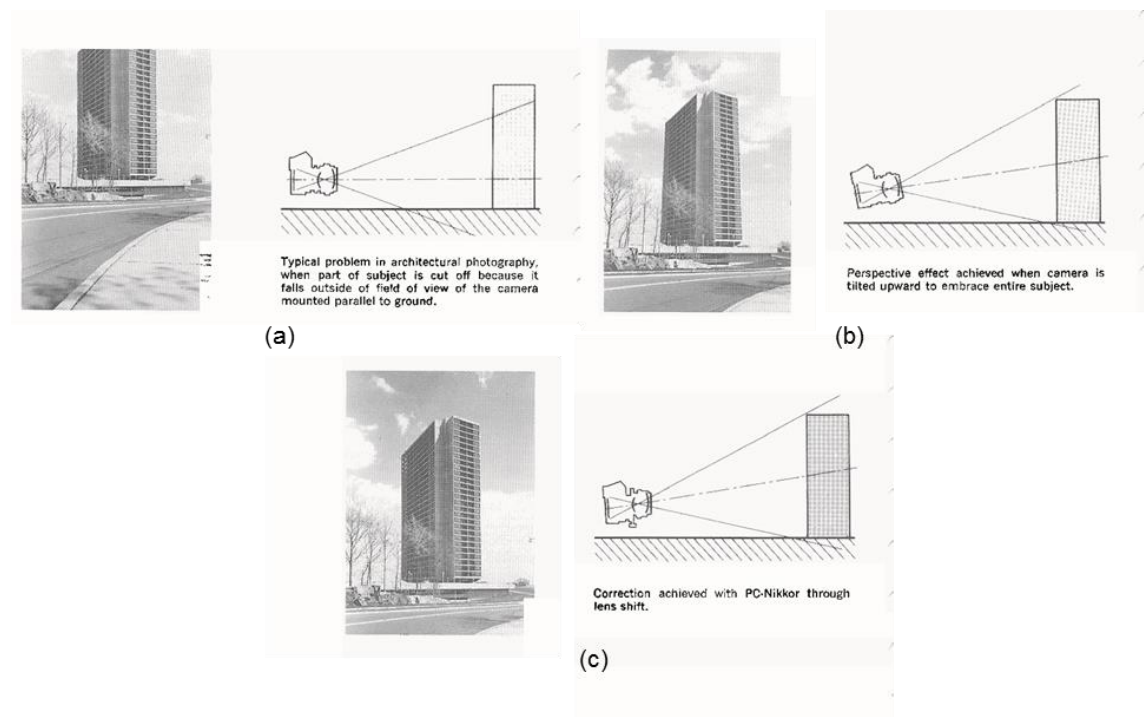 Typical problem in architectural photography,
when part of subject is cut off because it
falls outside of field of view of the camera
mounted parallel to ground.
(a)
Perspective effect achieved when camera is
tilted upward to embrace entire subject.
(b)
Correction achieved with PC-Nikkor through
lens shift.
(c)